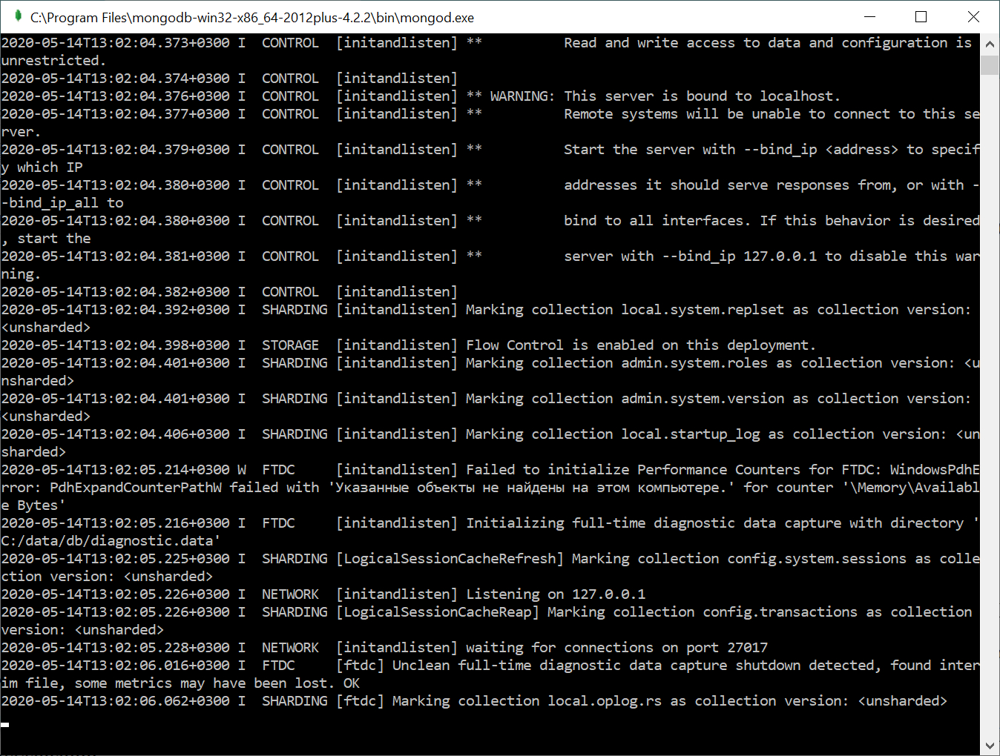 C:\Program Files\mongodb-win32-x86_64-2012plus-4.2.2\bin\mongod.exe
2020-05-14T13:02:04.373+0300 I  CONTROL  [initandlisten] **          Read and write access to data and configuration is
unrestricted.
2020-05-14T13:02:04.374+0300 I  CONTROL  [initandlisten]
2020-05-14T13:02:04.376+0300 I  CONTROL  [initandlisten] ** WARNING: This server is bound to localhost.
2020-05-14T13:02:04.377+0300 I  CONTROL  [initandlisten] **          Remote systems will be unable to connect to this se
rver.
2020-05-14T13:02:04.379+0300 I  CONTROL  [initandlisten] **          Start the server with --bind_ip <address> to specif
y which IP
2020-05-14T13:02:04.380+0300 I  CONTROL  [initandlisten] **          addresses it should serve responses from, or with -
-bind_ip_all to
2020-05-14T13:02:04.380+0300 I  CONTROL  [initandlisten] **          bind to all interfaces. If this behavior is desired
, start the
2020-05-14T13:02:04.381+0300 I  CONTROL  [initandlisten] **          server with --bind_ip 127.0.0.1 to disable this war
ning.
2020-05-14T13:02:04.382+0300 I  CONTROL  [initandlisten]
2020-05-14T13:02:04.392+0300 I  SHARDING [initandlisten] Marking collection local.system.replset as collection version:
<unsharded>
2020-05-14T13:02:04.398+0300 I  STORAGE  [initandlisten] Flow Control is enabled on this deployment.
2020-05-14T13:02:04.401+0300 I  SHARDING [initandlisten] Marking collection admin.system.roles as collection version: <u
nsharded>
2020-05-14T13:02:04.401+0300 I  SHARDING [initandlisten] Marking collection admin.system.version as collection version:
<unsharded>
2020-05-14T13:02:04.406+0300 I  SHARDING [initandlisten] Marking collection local.startup_log as collection version: <un
sharded>
2020-05-14T13:02:05.214+0300 W  FTDC     [initandlisten] Failed to initialize Performance Counters for FTDC: WindowsPdhE
rror: PdhExpandCounterPathW failed with 'Указанные объекты не найдены на этом компьютере.' for counter '\Memory\Availabl
e Bytes'
2020-05-14T13:02:05.216+0300 I  FTDC     [initandlisten] Initializing full-time diagnostic data capture with directory '
C:/data/db/diagnostic.data'
2020-05-14T13:02:05.225+0300 I  SHARDING [LogicalSessionCacheRefresh] Marking collection config.system.sessions as colle
ction version: <unsharded>
2020-05-14T13:02:05.226+0300 I  NETWORK  [initandlisten] Listening on 127.0.0.1
2020-05-14T13:02:05.226+0300 I  SHARDING [LogicalSessionCacheReap] Marking collection config.transactions as collection
version: <unsharded>
2020-05-14T13:02:05.228+0300 I  NETWORK  [initandlisten] waiting for connections on port 27017
2020-05-14T13:02:06.016+0300 I  FTDC     [ftdc] Unclean full-time diagnostic data capture shutdown detected, found inter
im file, some metrics may have been lost. OK
2020-05-14T13:02:06.062+0300 I  SHARDING [ftdc] Marking collection local.oplog.rs as collection version: <unsharded>